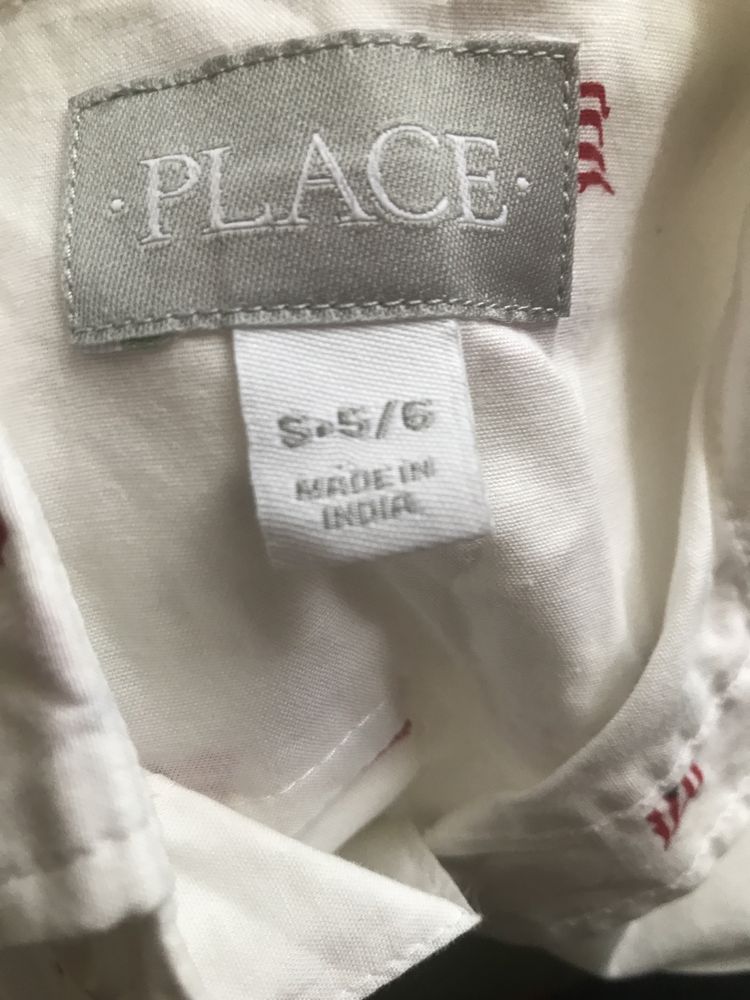 ·PLACE·
S•5/6
MADE IN
INDIA